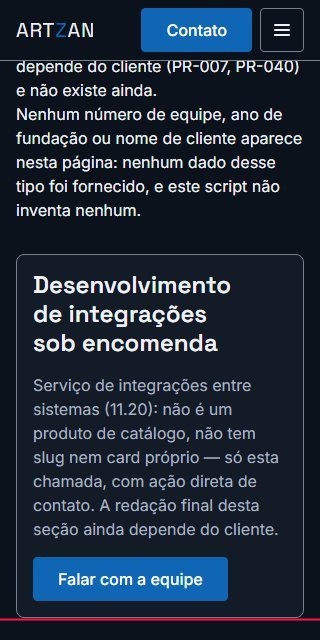 ARTZAN
Contato
depende do cliente (PR-007, PR-040)
e não existe ainda.
Nenhum número de equipe, ano de
fundação ou nome de cliente aparece
nesta página: nenhum dado desse
tipo foi fornecido, e este script não
inventa nenhum.
Desenvolvimento
de integrações
sob encomenda
Serviço de integrações entre
sistemas (11.20): não é um
produto de catálogo, não tem
slug nem card próprio — só esta
chamada, com ação direta de
contato. A redação final desta
seção ainda depende do cliente.
Falar com a equipe